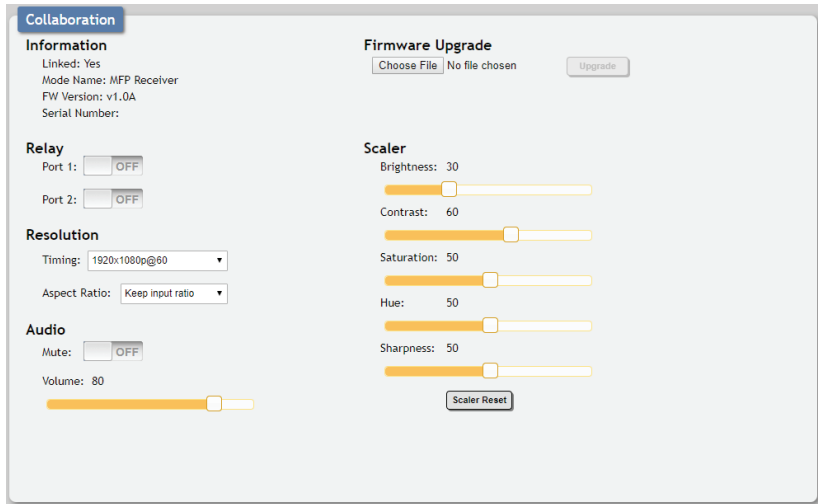 Collaboration
Information
Linked: Yes
Mode Name: MFP Receiver
FW Version: v1.0A
Serial Number:
Firmware Upgrade
Choose File No file chosen Upgrade
Relay
Port 1: OFF
Port 2: OFF
Resolution
Timing: 1920x1080p@60
Aspect Ratio: Keep input ratio
Audio
Mute: OFF
Volume: 80
Scaler
Brightness: 30
Contrast: 60
Saturation: 50
Hue: 50
Sharpness: 50
Scaler Reset